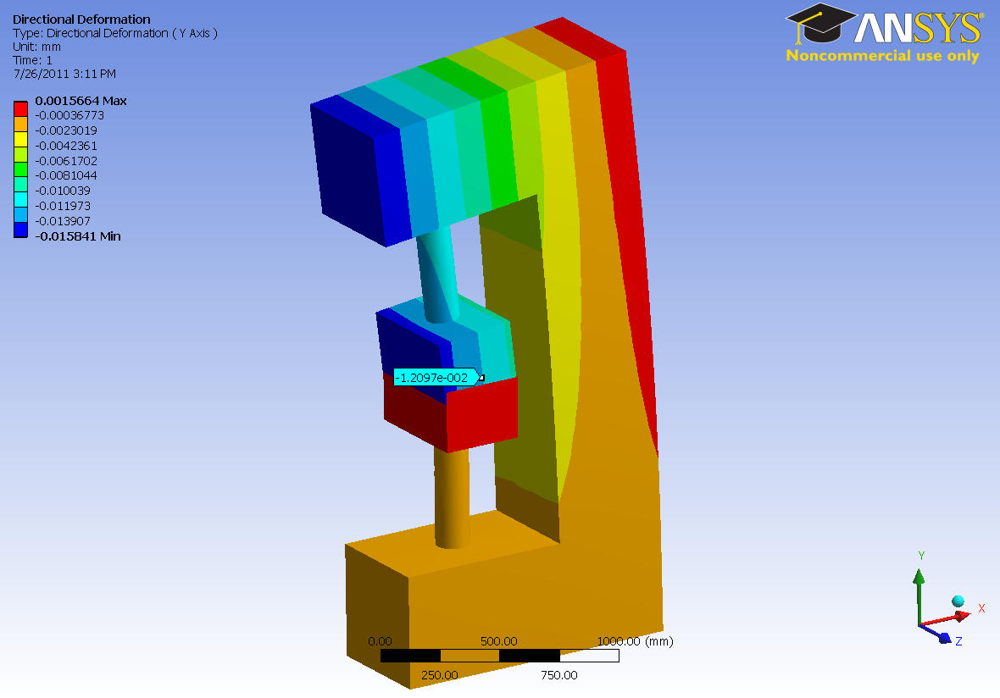 Directional Deformation
Type: Directional Deformation ( Y Axis )
Unit: mm
Time: 1
7/26/2011 3:11 PM
0.0015664 Max
-0.00036773
-0.0023019
-0.0042361
-0.0061702
-0.0081044
-0.010039
-0.011973
-0.013907
-0.015841 Min
ANSYS®
Noncommercial use only
-1.2097e-002
0.00 500.00 1000.00 (mm)
250.00 750.00
Y
X
Z